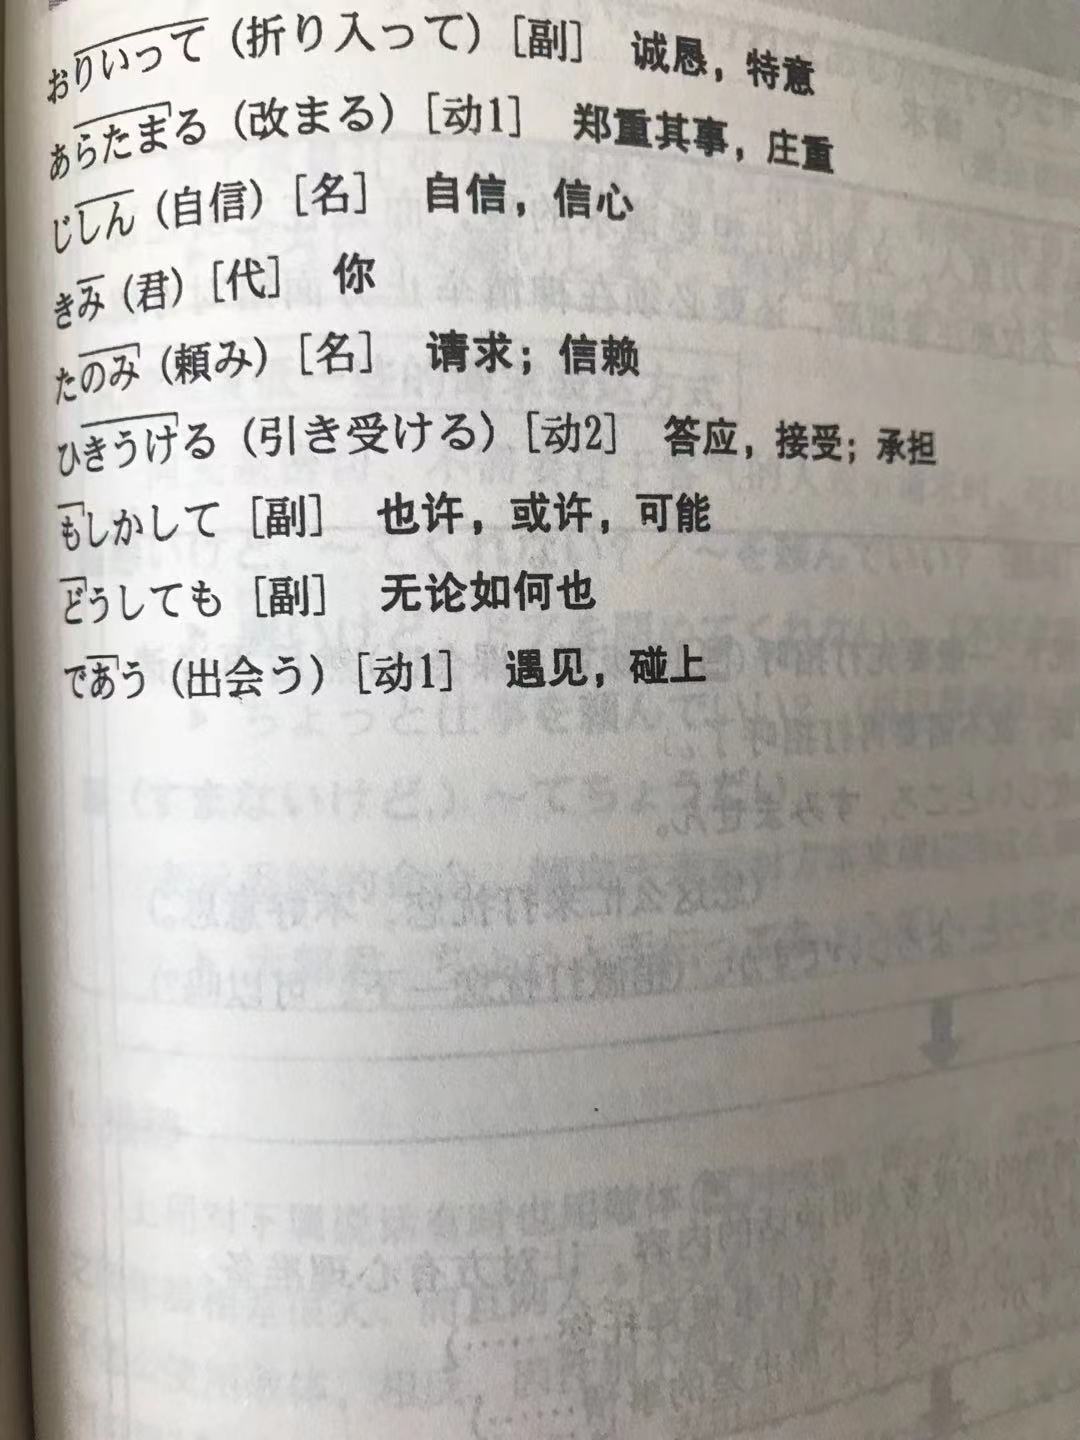 おりいって（折り入って）［副］　诚恳，特意
あらたまる（改まる）［动1］　郑重其事，庄重
じしん（自信）［名］　自信，信心
きみ（君）［代］　你
たのみ（頼み）［名］　请求；信赖
ひきうける（引き受ける）［动2］　答应，接受；承担
もしかして［副］　也许，或许，可能
どうしても［副］　无论如何也
であう（出会う）［动1］　遇见，碰上